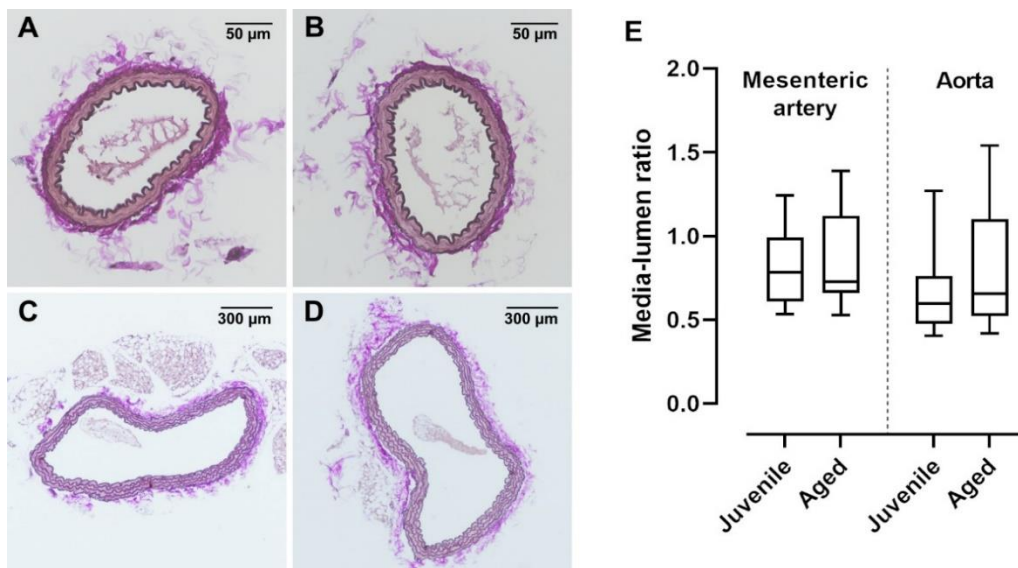 A
50 µm
B
50 µm
C
300 µm
D
300 µm
E
Media-lumen ratio
2.0
1.5
1.0
0.5
0.0
Mesenteric
artery
Aorta
Juvenile
Aged
Juvenile
Aged